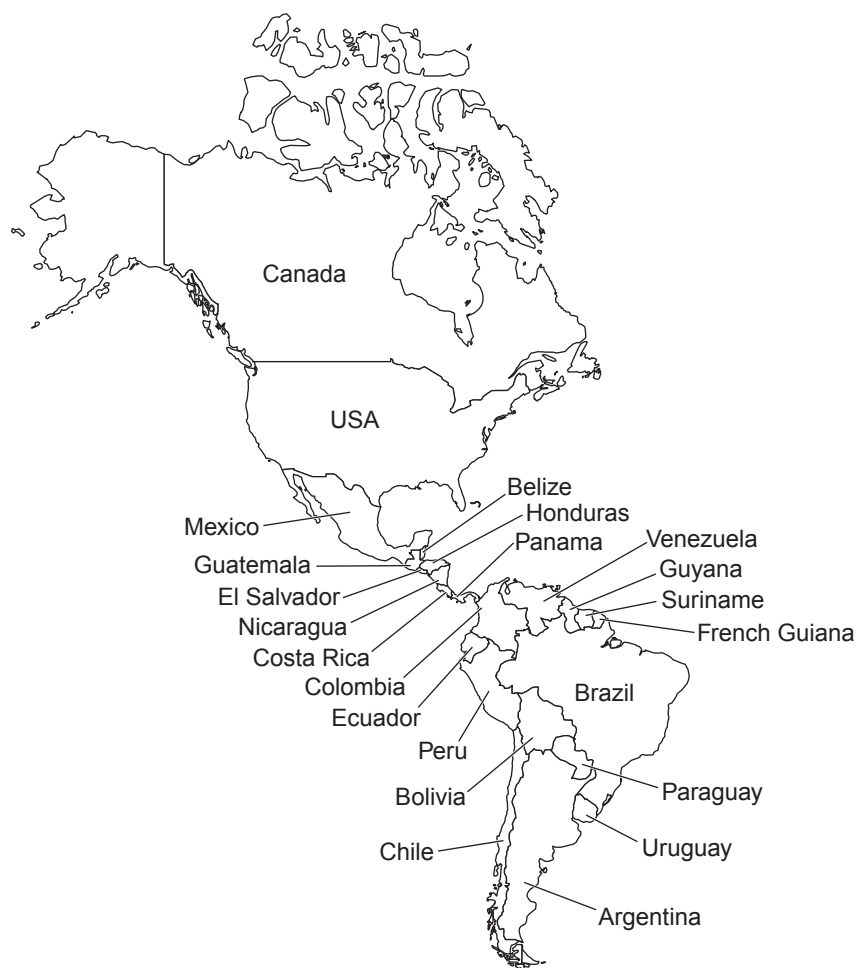 Canada
USA
Belize
Mexico
Honduras
Panama
Venezuela
Guatemala
Guyana
El Salvador
Suriname
Nicaragua
French Guiana
Costa Rica
Colombia
Brazil
Ecuador
Peru
Paraguay
Bolivia
Uruguay
Chile
Argentina